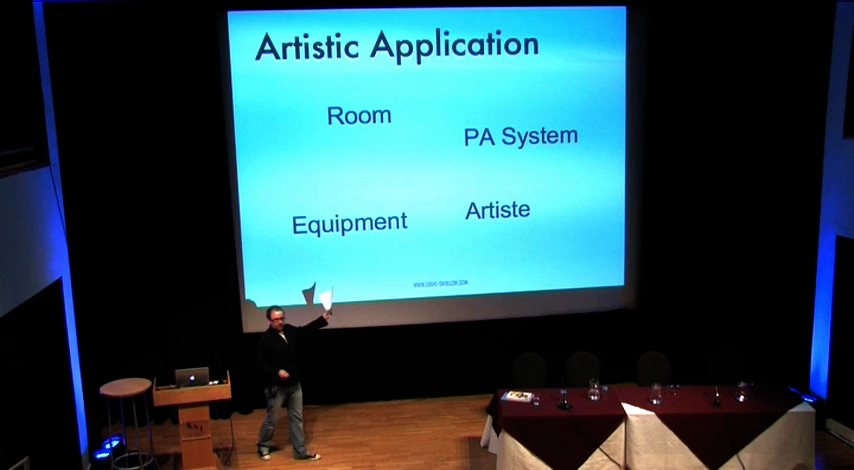 Artistic Application
Room
PA System
Equipment
Artiste